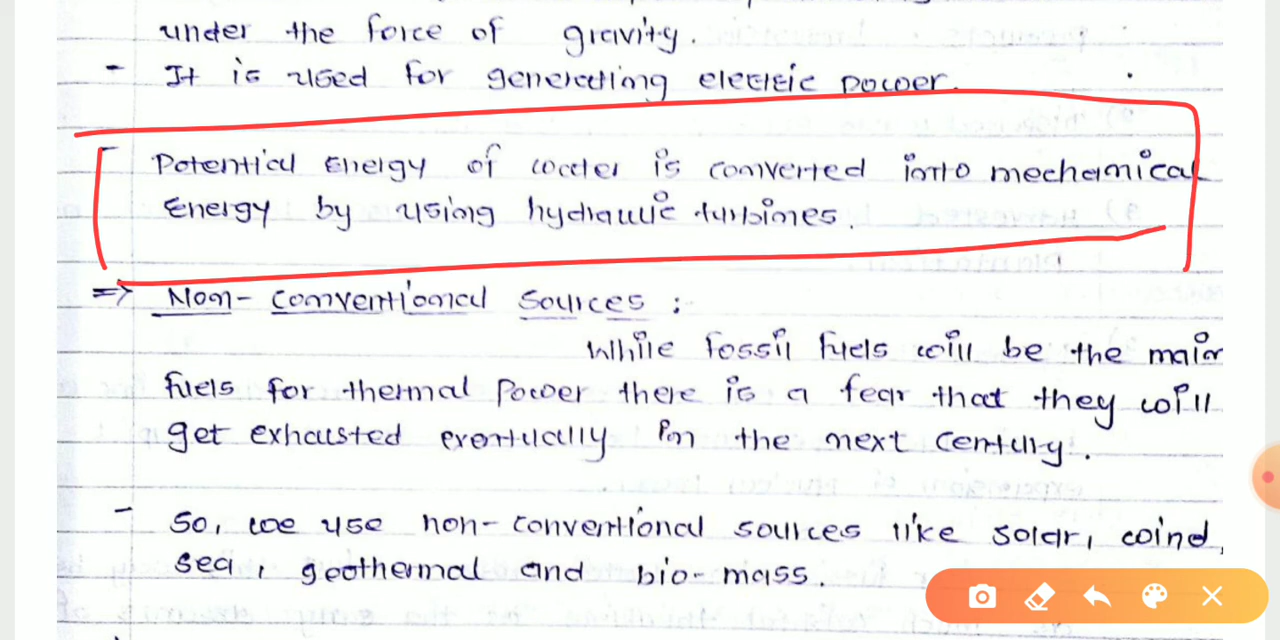 under the force of gravity.
- It is used for generating electric power.
- Potential Energy of water is converted into mechanical
Energy by using hydraulic turbines.
=> Non-conventional sources :
While fossil fuels will be the major
fuels for thermal power there is a fear that they will
get exhausted eventually in the next century.
- So, we use non-conventional sources like solar, wind,
sea, geothermal and bio-mass.